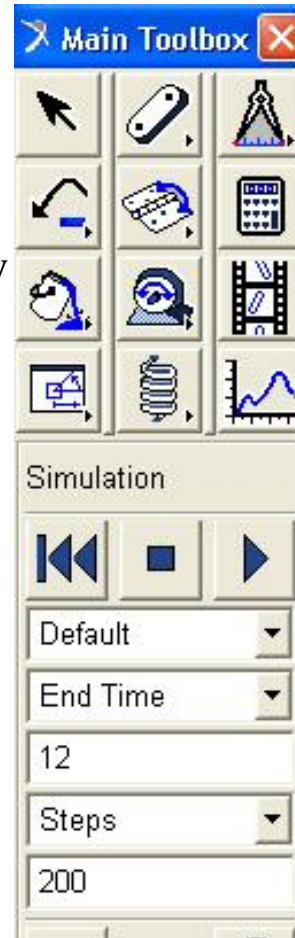 Main Toolbox
y
Simulation
Default
End Time
12
Steps
200